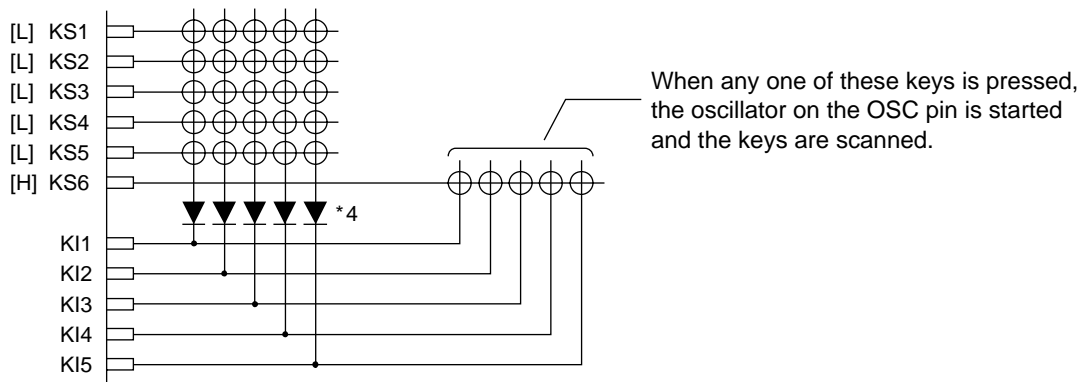 [L] KS1
[L] KS2
[L] KS3
[L] KS4
[L] KS5
[H] KS6
When any one of these keys is pressed,
the oscillator on the OSC pin is started
and the keys are scanned.
*4
KI1
KI2
KI3
KI4
KI5